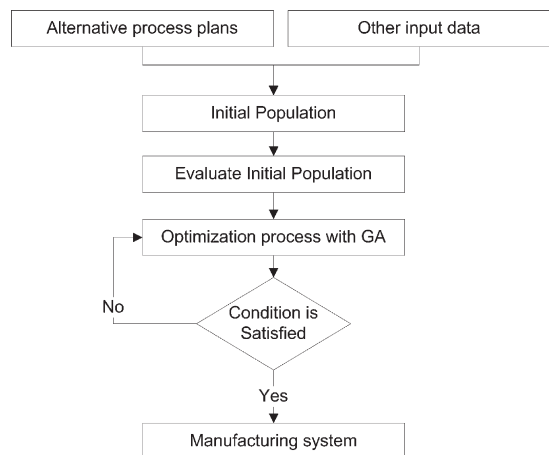 Alternative process plans
Other input data
Initial Population
Evaluate Initial Population
Optimization process with GA
No
Condition is
Satisfied
Yes
Manufacturing system